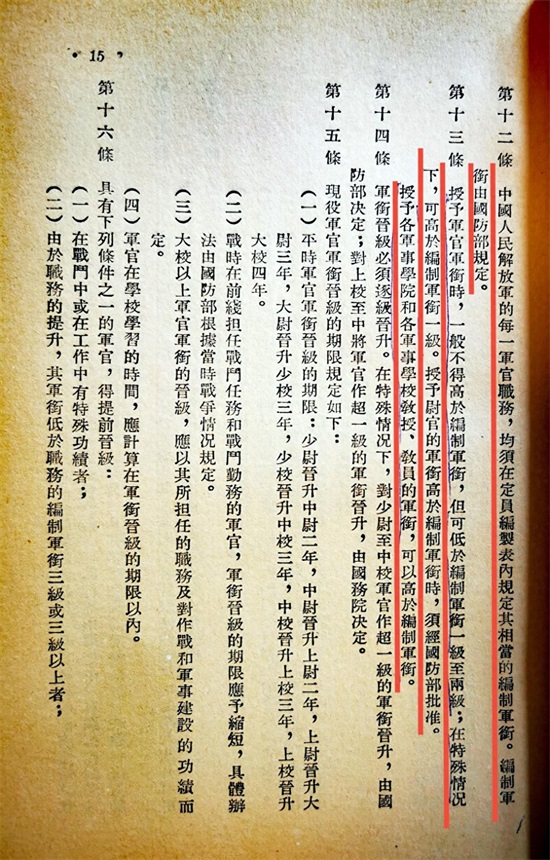 • 15 •
第十二條 中國人民解放軍的每一軍官職務，均須在定員編製表內規定其相當的編制軍銜。編制軍
銜由國防部規定。
第十三條 授予軍官軍銜時，一般不得高於編制軍銜，但可低於編制軍銜一級至兩級；在特殊情況
下，可高於編制軍銜一級。授予尉官的軍銜高於編制軍銜時，須經國防部批准。
授予各軍事學院和各軍事學校教授、教員的軍銜，可以高於編制軍銜。
第十四條 軍銜晉級必須逐級晉升。在特殊情況下，對少尉至中校軍官作超一級的軍銜晉升，由國
防部決定；對上校至中將軍官作超一級的軍銜晉升，由國務院決定。
第十五條 現役軍官軍銜晉級的期限規定如下：
（一）平時軍官軍銜晉級的期限：少尉晉升中尉二年，中尉晉升上尉二年，上尉晉升大
尉三年，大尉晉升少校三年，少校晉升中校三年，中校晉升上校三年，上校晉升
大校四年。
（二）戰時在前綫担任戰鬥任務和戰鬥勤務的軍官，軍銜晉級的期限應予縮短，具體辦
法由國防部根據當時戰爭情況規定。
（三）大校以上軍官軍銜的晉級，應以其所担任的職務及對作戰和軍事建設的功績而
定。
（四）軍官在學校學習的時間，應計算在軍銜晉級的期限以內。
第十六條 具有下列條件之一的軍官，得提前晉級：
（一）在戰鬥中或在工作中有特殊功績者；
（二）由於職務的提升，其軍銜低於職務的編制軍銜三級或三級以上者；